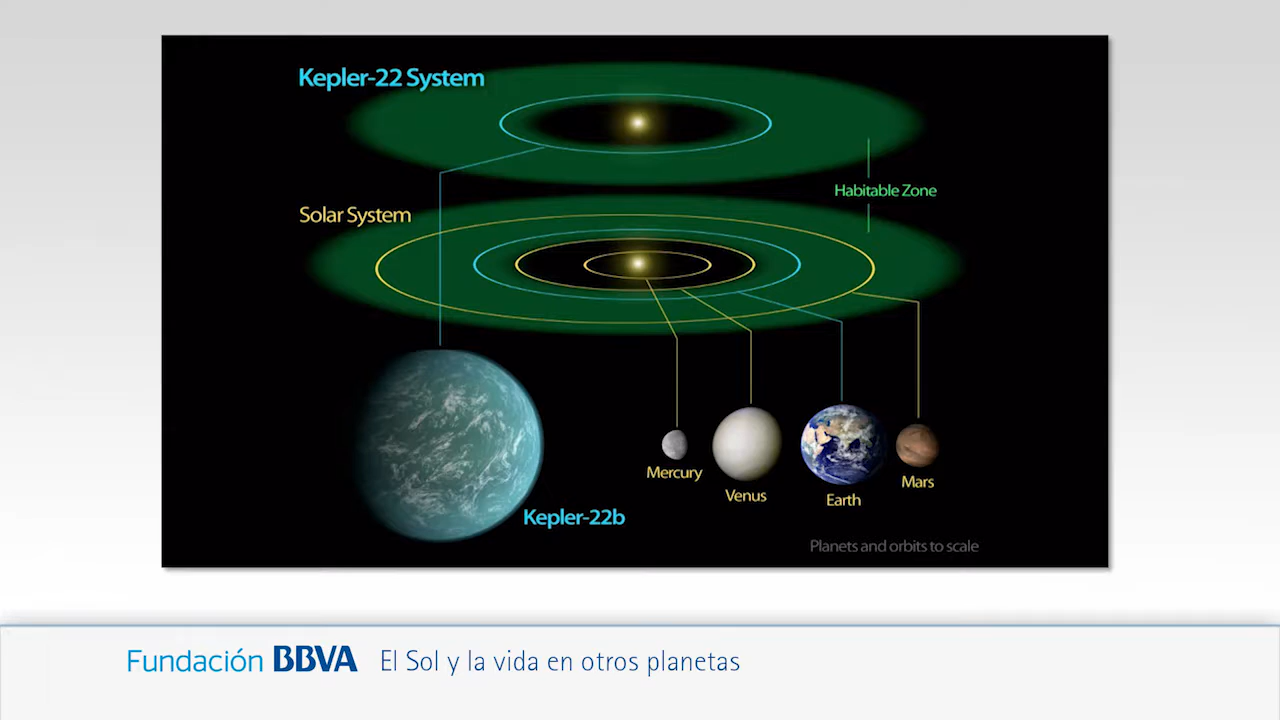 Kepler-22 System
Habitable Zone
Solar System
Mercury
Venus
Earth
Mars
Kepler-22b
Planets and orbits to scale
Fundación BBVA El Sol y la vida en otros planetas